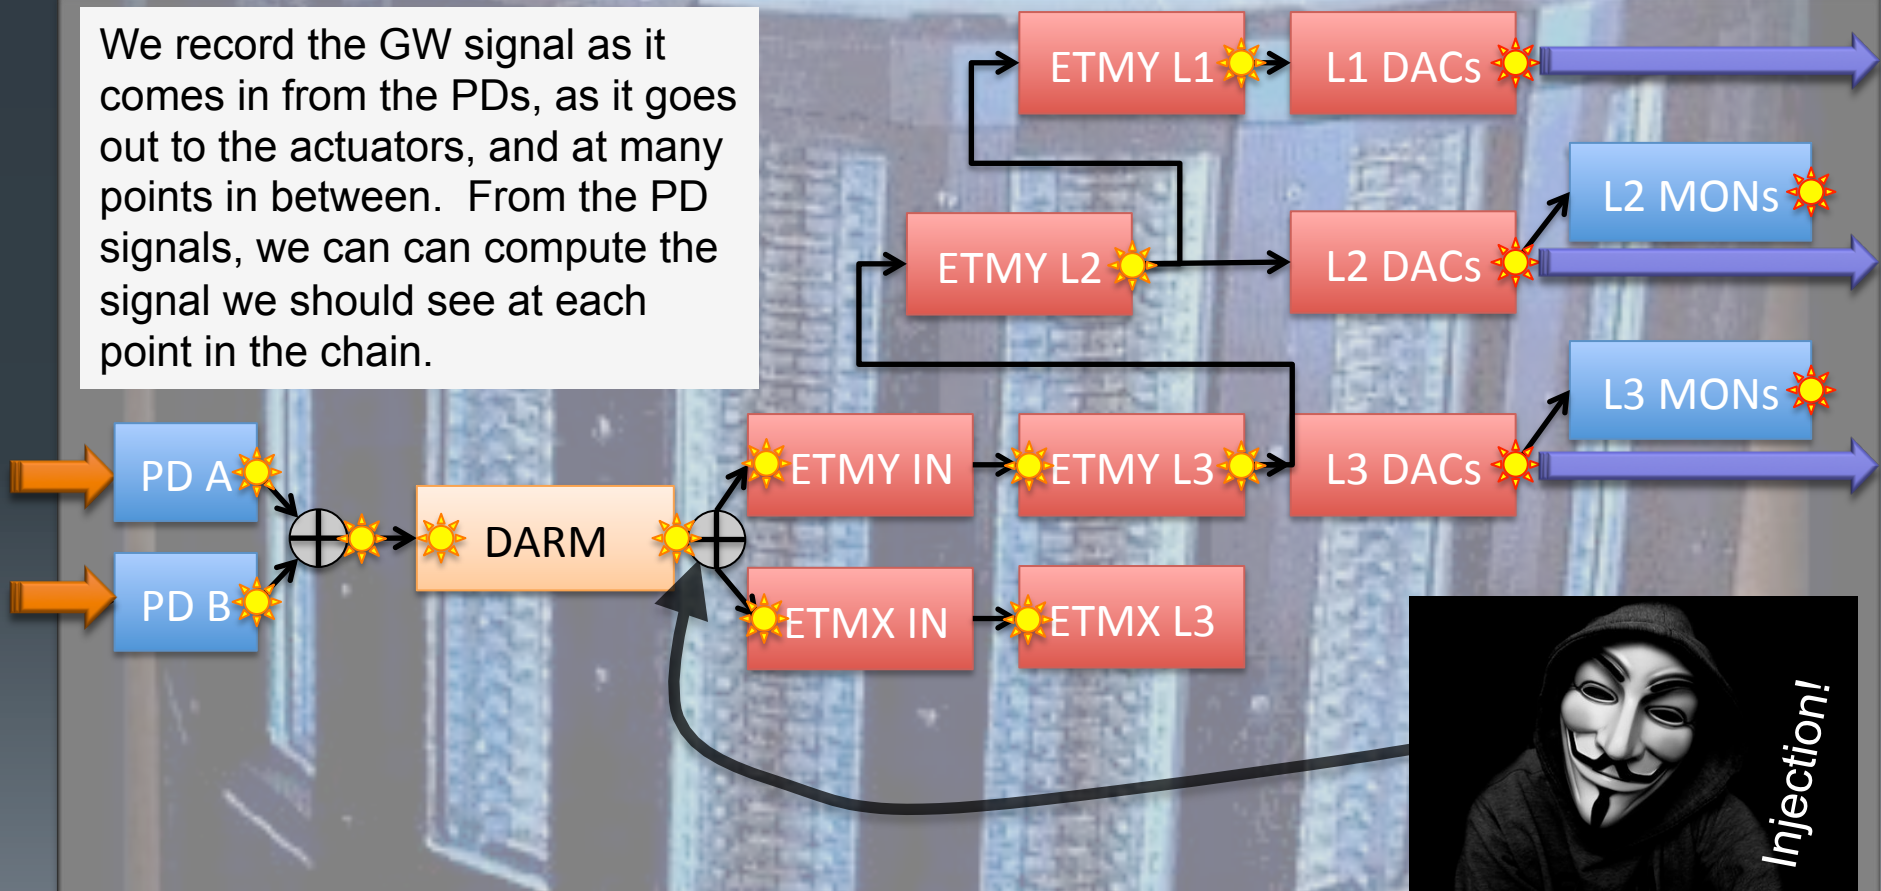 We record the GW signal as it
comes in from the PDs, as it goes
out to the actuators, and at many
points in between.  From the PD
signals, we can can compute the
signal we should see at each
point in the chain.
ETMY L1
L1 DACs
L2 MONs
ETMY L2
L2 DACs
L3 MONs
PD A
ETMY IN
ETMY L3
L3 DACs
DARM
PD B
ETMX IN
ETMX L3
Injection!